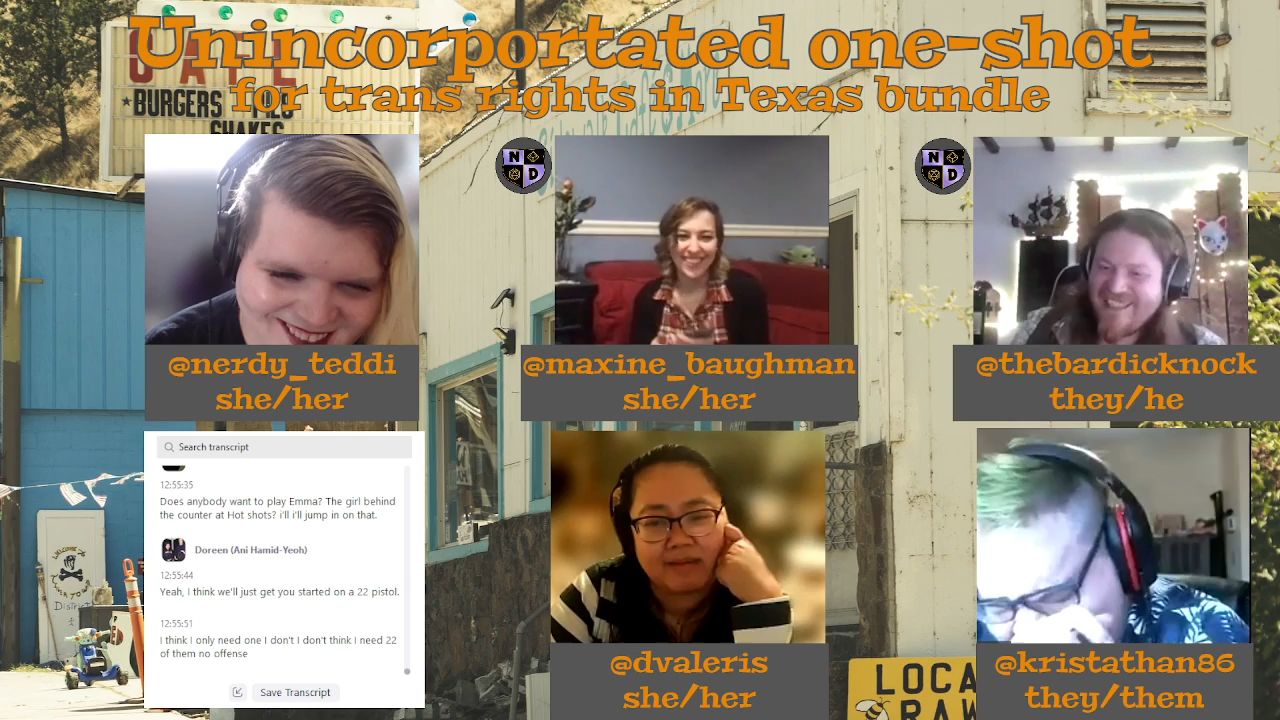 Unincorportated one-shot
for trans rights in Texas bundle
CAFE
★BURGERS PIES
SHAKES
N
D
N
D
@nerdy_teddi
she/her
@maxine_baughman
she/her
@thebardicknock
they/he
Search transcript
12:55:35
Does anybody want to play Emma? The girl behind
the counter at Hot shots? i'll i'll jump in on that.
Doreen (Ani Hamid-Yeoh)
12:55:44
Yeah, I think we'll just get you started on a 22 pistol.
12:55:51
I think I only need one I don't I don't think I need 22
of them no offense
Save Transcript
WELCOME
District
@dvaleris
she/her
@kristathan86
they/them
LOCA
RAW